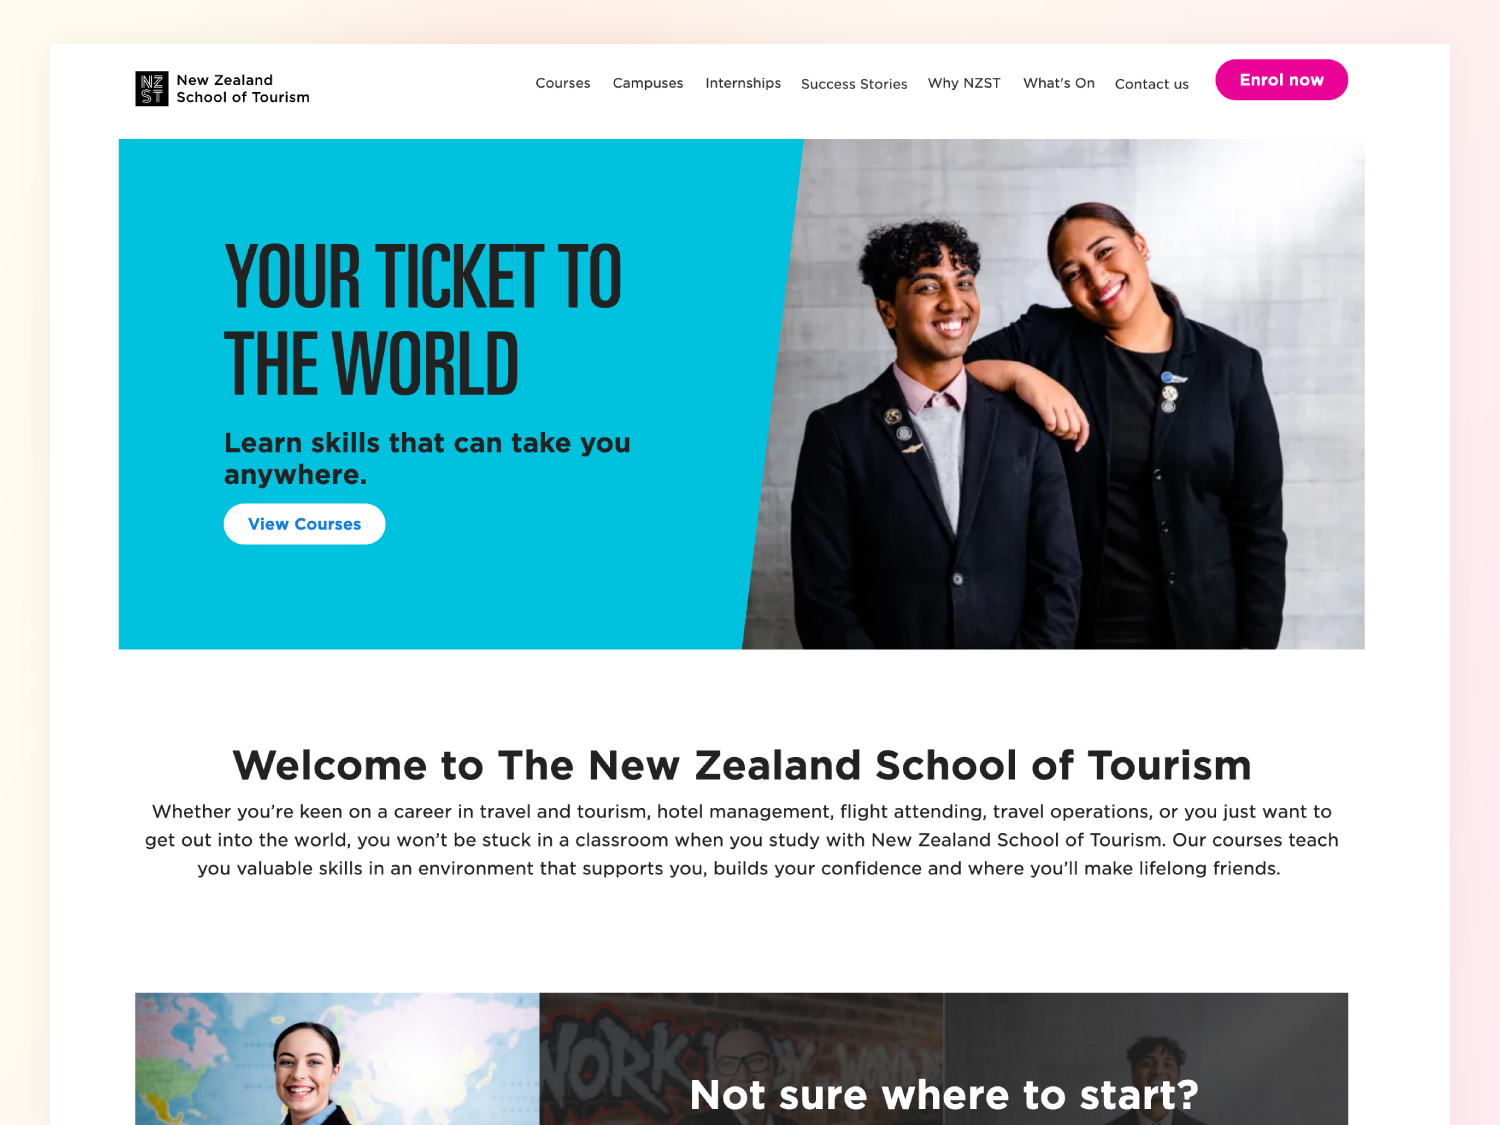 NZ
ST
New Zealand
School of Tourism
Courses
Campuses
Internships
Success Stories
Why NZST
What's On
Contact us
Enrol now
YOUR TICKET TO
THE WORLD
Learn skills that can take you
anywhere.
View Courses
Welcome to The New Zealand School of Tourism
Whether you’re keen on a career in travel and tourism, hotel management, flight attending, travel operations, or you just want to
get out into the world, you won’t be stuck in a classroom when you study with New Zealand School of Tourism. Our courses teach
you valuable skills in an environment that supports you, builds your confidence and where you’ll make lifelong friends.
WORK
Not sure where to start?